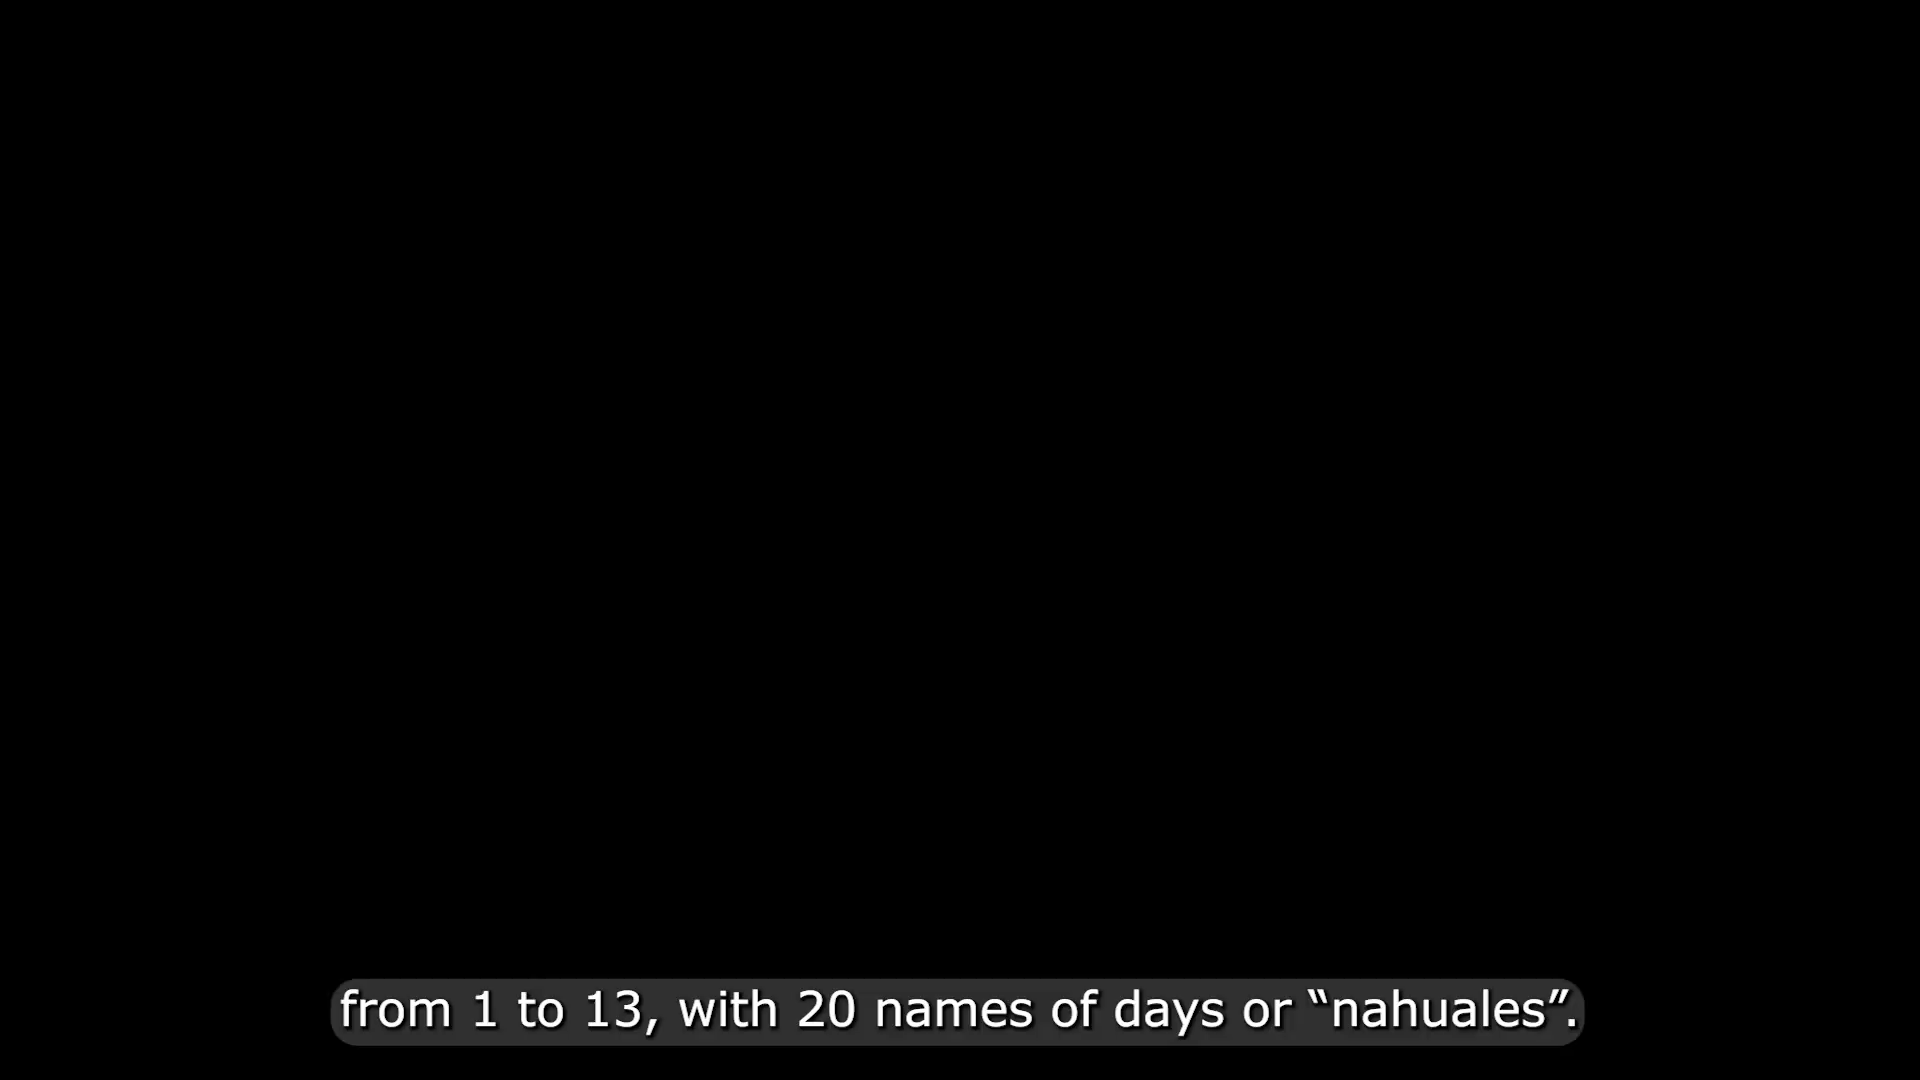 from 1 to 13, with 20 names of days or “nahuales”.